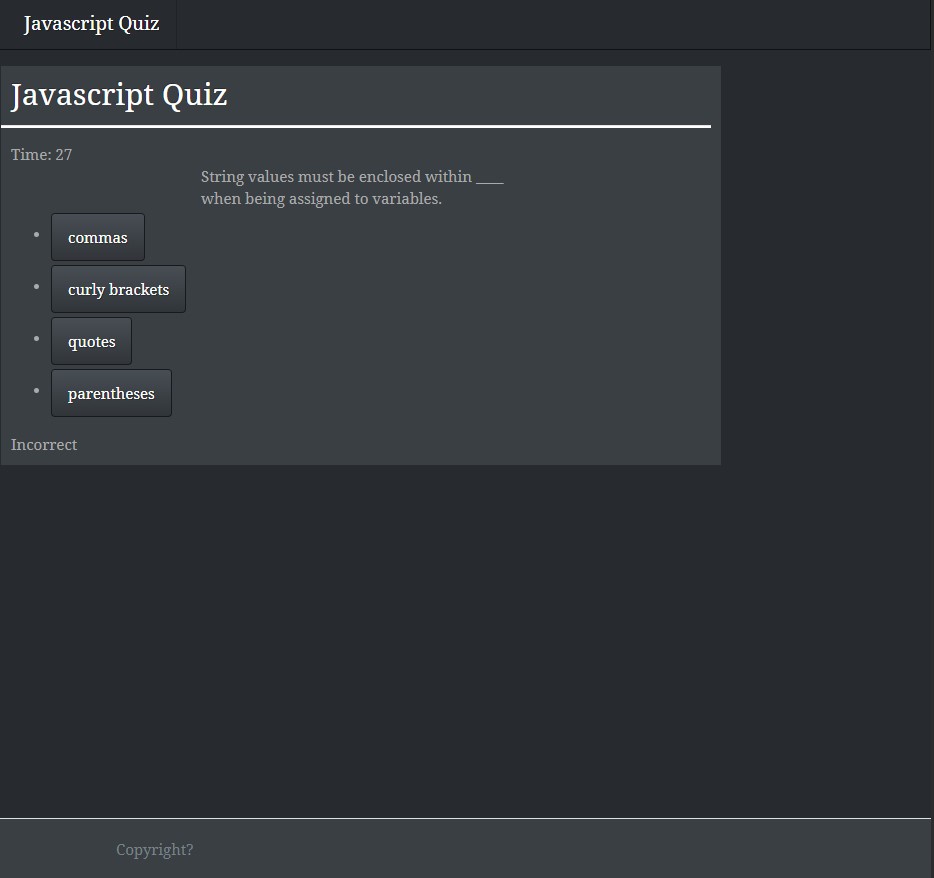 Javascript Quiz
Javascript Quiz
Time: 27
String values must be enclosed within ____
when being assigned to variables.
commas
curly brackets
quotes
parentheses
Incorrect
Copyright?